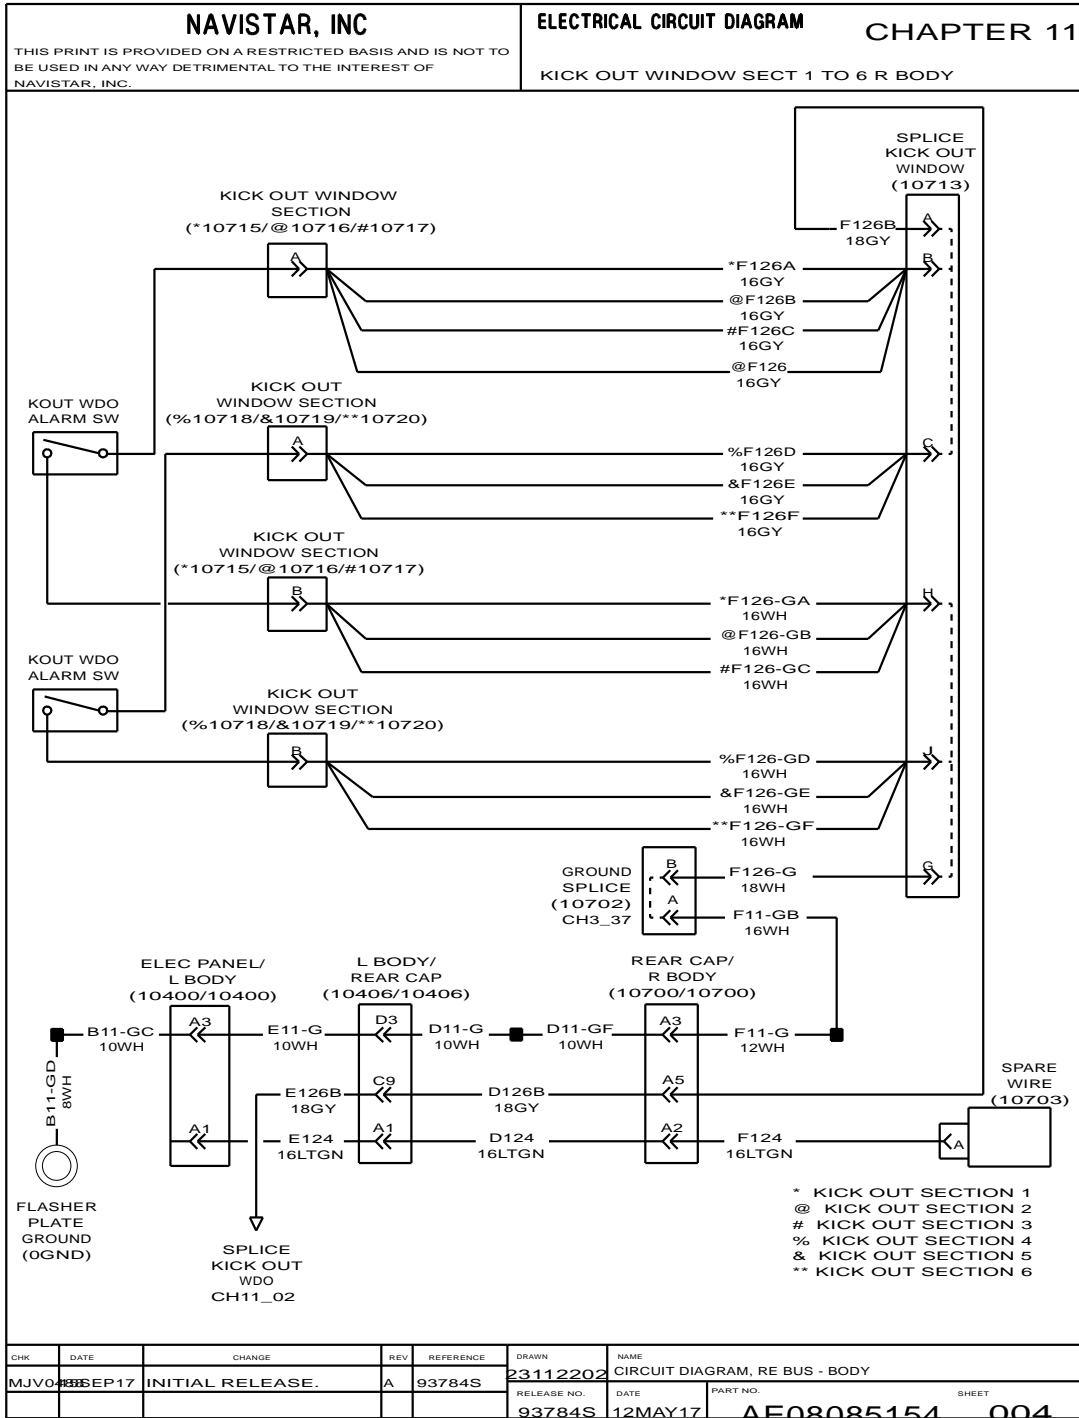 NAVISTAR, INC
THIS PRINT IS PROVIDED ON A RESTRICTED BASIS AND IS NOT TO
BE USED IN ANY WAY DETRIMENTAL TO THE INTEREST OF
NAVISTAR, INC.
ELECTRICAL CIRCUIT DIAGRAM
CHAPTER 11
KICK OUT WINDOW SECT 1 TO 6 R BODY
SPLICE
KICK OUT
WINDOW
(10713)
KICK OUT WINDOW
SECTION
(*10715/@10716/#10717)
A
F126B
18GY
A
B
*F126A
16GY
@F126B
16GY
#F126C
16GY
@F126
16GY
KICK OUT
WINDOW SECTION
(%10718/&10719/**10720)
KOUT WDO
ALARM SW
A
C
%F126D
16GY
&F126E
16GY
**F126F
16GY
KICK OUT
WINDOW SECTION
(*10715/@10716/#10717)
B
H
*F126-GA
16WH
@F126-GB
16WH
#F126-GC
16WH
KOUT WDO
ALARM SW
KICK OUT
WINDOW SECTION
(%10718/&10719/**10720)
B
J
%F126-GD
16WH
&F126-GE
16WH
**F126-GF
16WH
GROUND
SPLICE
(10702)
CH3_37
B
A
F126-G
18WH
G
F11-GB
16WH
ELEC PANEL/
L BODY
(10400/10400)
L BODY/
REAR CAP
(10406/10406)
REAR CAP/
R BODY
(10700/10700)
B11-GC
10WH
A3
E11-G
10WH
D3
D11-G
10WH
D11-GF
10WH
A3
F11-G
12WH
B11-GD
8WH
E126B
18GY
C9
D126B
18GY
A5
SPARE
WIRE
(10703)
A1
E124
16LTGN
A1
D124
16LTGN
A2
F124
16LTGN
A
FLASHER
PLATE
GROUND
(0GND)
SPLICE
KICK OUT
WDO
CH11_02
* KICK OUT SECTION 1
@ KICK OUT SECTION 2
# KICK OUT SECTION 3
% KICK OUT SECTION 4
& KICK OUT SECTION 5
** KICK OUT SECTION 6
CHK DATE CHANGE REV REFERENCE
SEP17 INITIAL RELEASE. A 93784S
DRAWN
23112202
NAME
CIRCUIT DIAGRAM, RE BUS - BODY
RELEASE NO.
93784S
DATE
12MAY17
PART NO.
AE08085154
SHEET
004